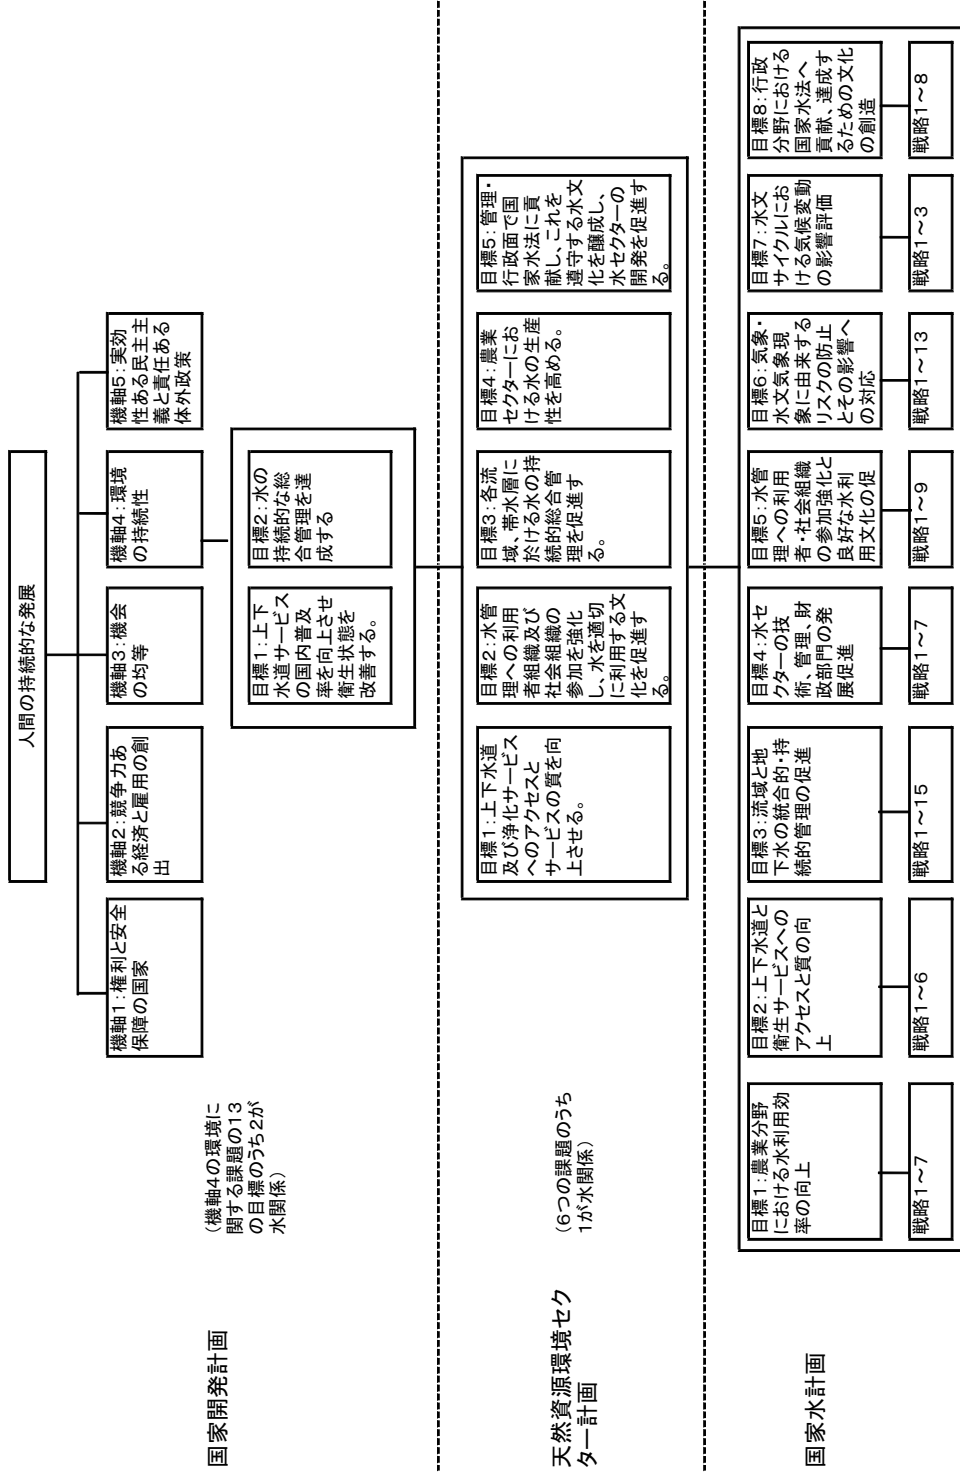 人間の持続的な発展
機軸1:権利と安全
保障の国家
機軸2:競争力あ
る経済と雇用の創
出
機軸3:機会
の均等
機軸4:環境
の持続性
機軸5:実効
性ある民主主
義と責任ある
体外政策
国家開発計画
(機軸4の環境に
関する課題の13
の目標のうち2が
水関係)
目標1:上下
水道サービス
の国内普及
率を向上させ
衛生状態を
改善する。
目標2:水の
持続的な総
合管理を達
成する
天然資源環境セク
ター計画
(6つの課題のうち
1が水関係)
目標1:上下水道
及び浄化サービス
へのアクセスと
サービスの質を向
上させる。
目標2:水管
理への利用
者組織及び
社会組織の
参加を強化
し、水を適切
に利用する文
化を促進す
る。
目標3:各流
域、帯水層に
於ける水の持
続的総合管
理を促進す
る。
目標4:農業
セクターにお
ける水の生産
性を高める。
目標5:管理・
行政面で国
家水法に貢
献し、これを
遵守する水文
化を醸成し、
水セクターの
開発を促進す
る。
国家水計画
目標1:農業分野
における水利用効
率の向上
戦略1~7
目標2:上下水道と
衛生サービスへの
アクセスと質の向
上
戦略1~6
目標3:流域と地
下水の統合的・持
続的管理の促進
戦略1~15
目標4:水セ
クターの技
術、管理、財
政部門の発
展促進
戦略1~7
目標5:水管
理への利用
者・社会組織
の参加強化と
良好な水利
用文化の促
戦略1~9
目標6:気象・
水文気象現
象に由来する
リスクの防止
とその影響へ
の対応
戦略1~13
目標7:水文
サイクルにお
ける気候変動
の影響評価
戦略1~3
目標8:行政
分野における
国家水法へ
貢献、達成す
るための文化
の創造
戦略1~8